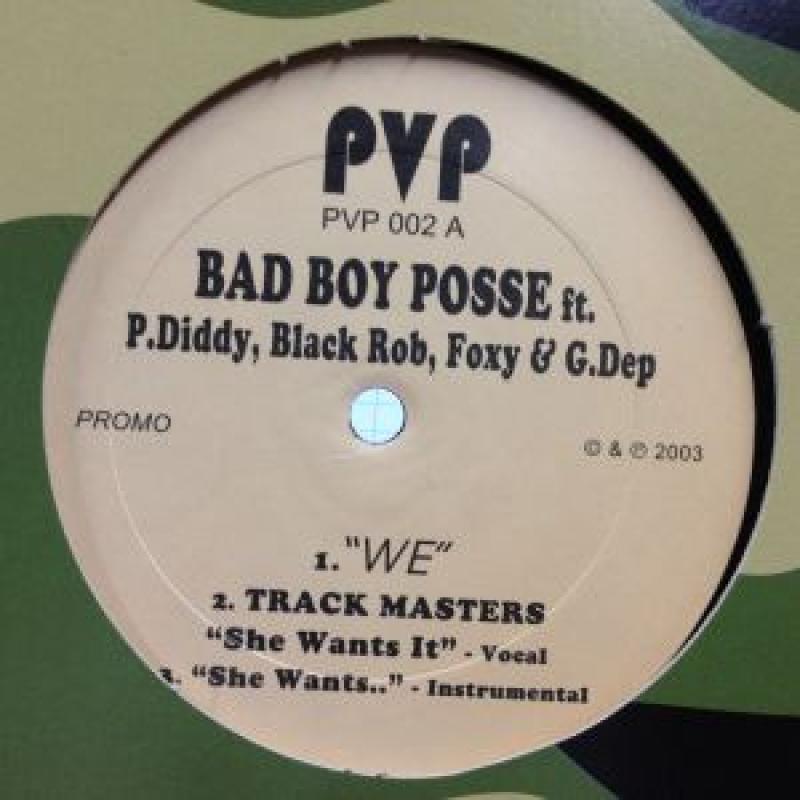 PVP
PVP 002 A
BAD BOY POSSE ft.
P.Diddy, Black Rob, Foxy & G.Dep
PROMO
© & ℗ 2003
1. "WE"
2. TRACK MASTERS
"She Wants It" - Vocal
3. "She Wants.." - Instrumental